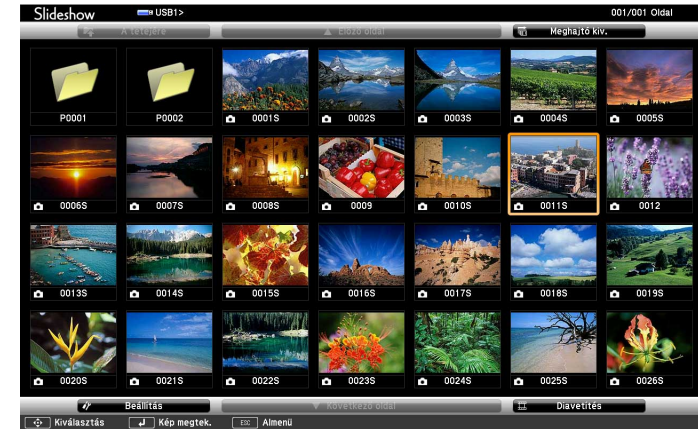 Slideshow USB1> 001/001 Oldal
A tetejére Előző oldal Meghajtó kiv.
P0001 P0002 0001S 0002S 0003S 0004S 0005S
0006S 0007S 0008S 0009 0010S 0011S 0012
0013S 0014S 0015S 0016S 0017S 0018S 0019S
0020S 0021S 0022S 0023S 0024S 0025S 0026S
Beállítás Következő oldal Diavetítés
Kiválasztás Kép megtek. ESC Almenü